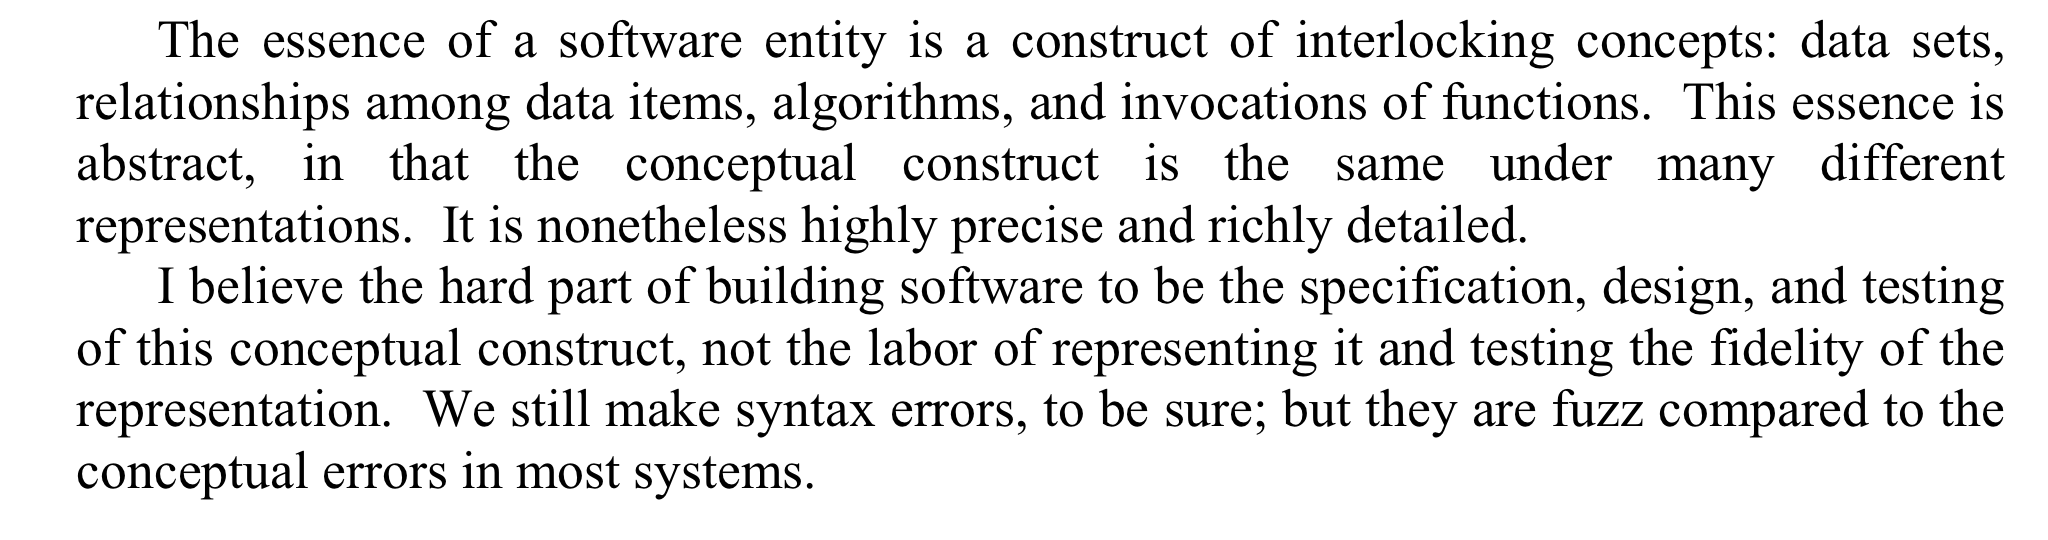 The essence of a software entity is a construct of interlocking concepts: data sets,
relationships among data items, algorithms, and invocations of functions.  This essence is
abstract, in that the conceptual construct is the same under many different
representations.  It is nonetheless highly precise and richly detailed.
I believe the hard part of building software to be the specification, design, and testing
of this conceptual construct, not the labor of representing it and testing the fidelity of the
representation.  We still make syntax errors, to be sure; but they are fuzz compared to the
conceptual errors in most systems.